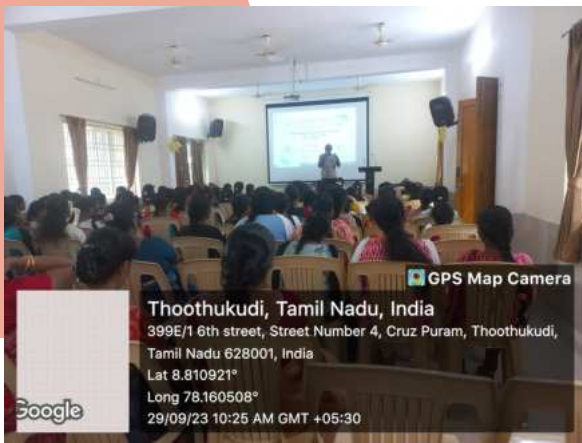 GPS Map Camera
Thoothukudi, Tamil Nadu, India
399E/1 6th street, Street Number 4, Cruz Puram, Thoothukudi,
Tamil Nadu 628001, India
Lat 8.810921°
Long 78.160508°
29/09/23 10:25 AM GMT +05:30
Google